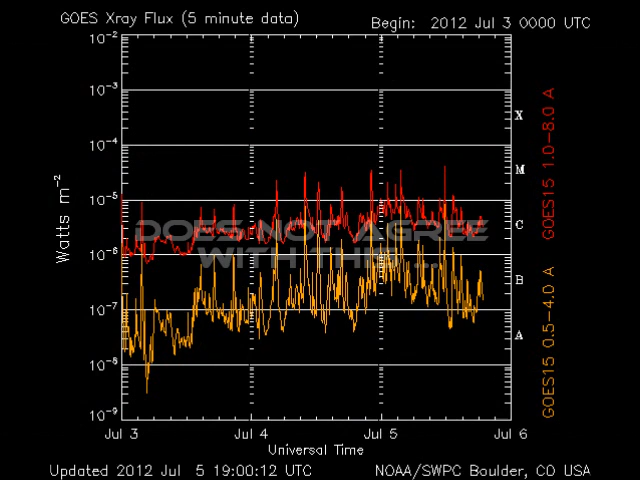 GOES Xray Flux (5 minute data)
Begin: 2012 Jul 3 0000 UTC
10⁻²
10⁻³
10⁻⁴
10⁻⁵
10⁻⁶
10⁻⁷
10⁻⁸
10⁻⁹
Watts m⁻²
X
M
C
B
A
GOES15 1.0-8.0 A
GOES15 0.5-4.0 A
DOES NOT AGREE
WITH THIS ...
Jul 3
Jul 4
Jul 5
Jul 6
Universal Time
Updated 2012 Jul 5 19:00:12 UTC
NOAA/SWPC Boulder, CO USA